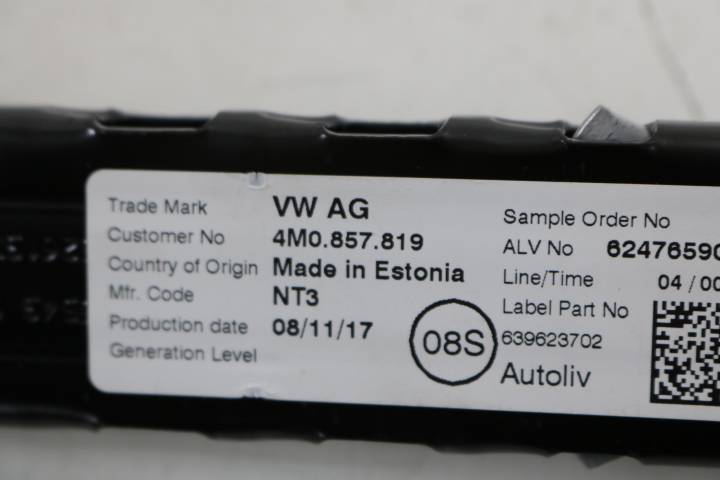 Trade Mark VW AG
Customer No 4M0.857.819
Country of Origin Made in Estonia
Mfr. Code NT3
Production date 08/11/17
Generation Level
08S
Sample Order No
ALV No 62476590
Line/Time 04/00
Label Part No
639623702
Autoliv